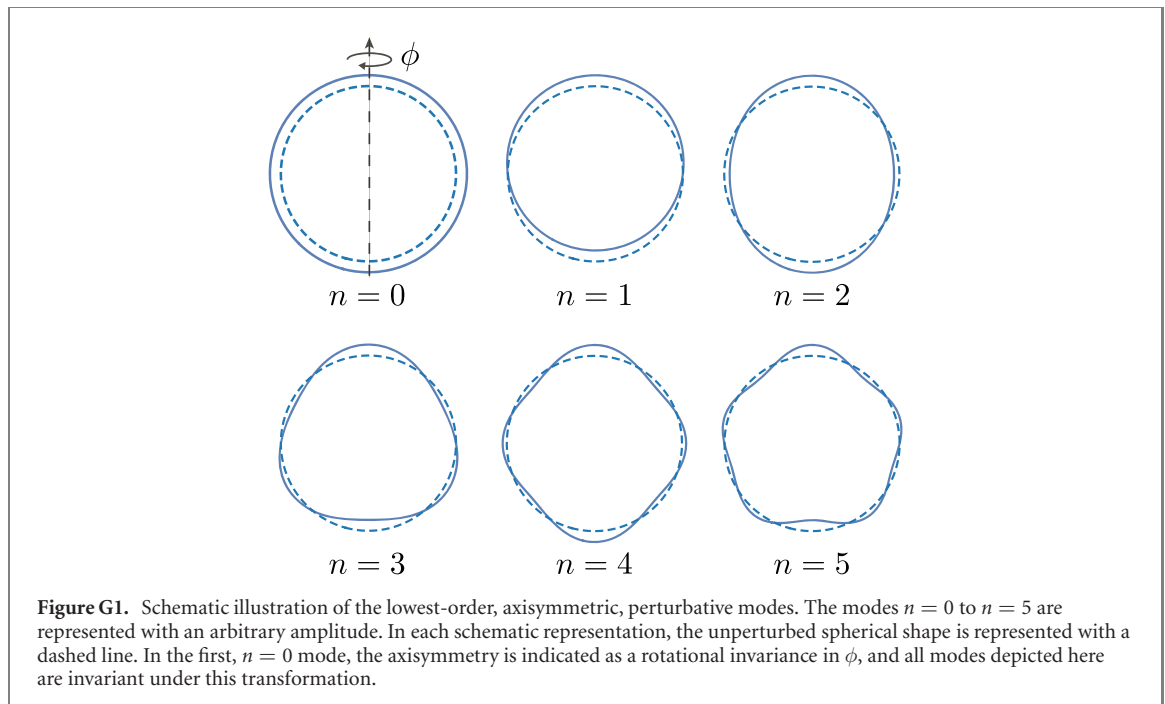 ϕ
n = 0
n = 1
n = 2
n = 3
n = 4
n = 5
Figure G1. Schematic illustration of the lowest-order, axisymmetric, perturbative modes. The modes n = 0 to n = 5 are
represented with an arbitrary amplitude. In each schematic representation, the unperturbed spherical shape is represented with a
dashed line. In the first, n = 0 mode, the axisymmetry is indicated as a rotational invariance in ϕ, and all modes depicted here
are invariant under this transformation.